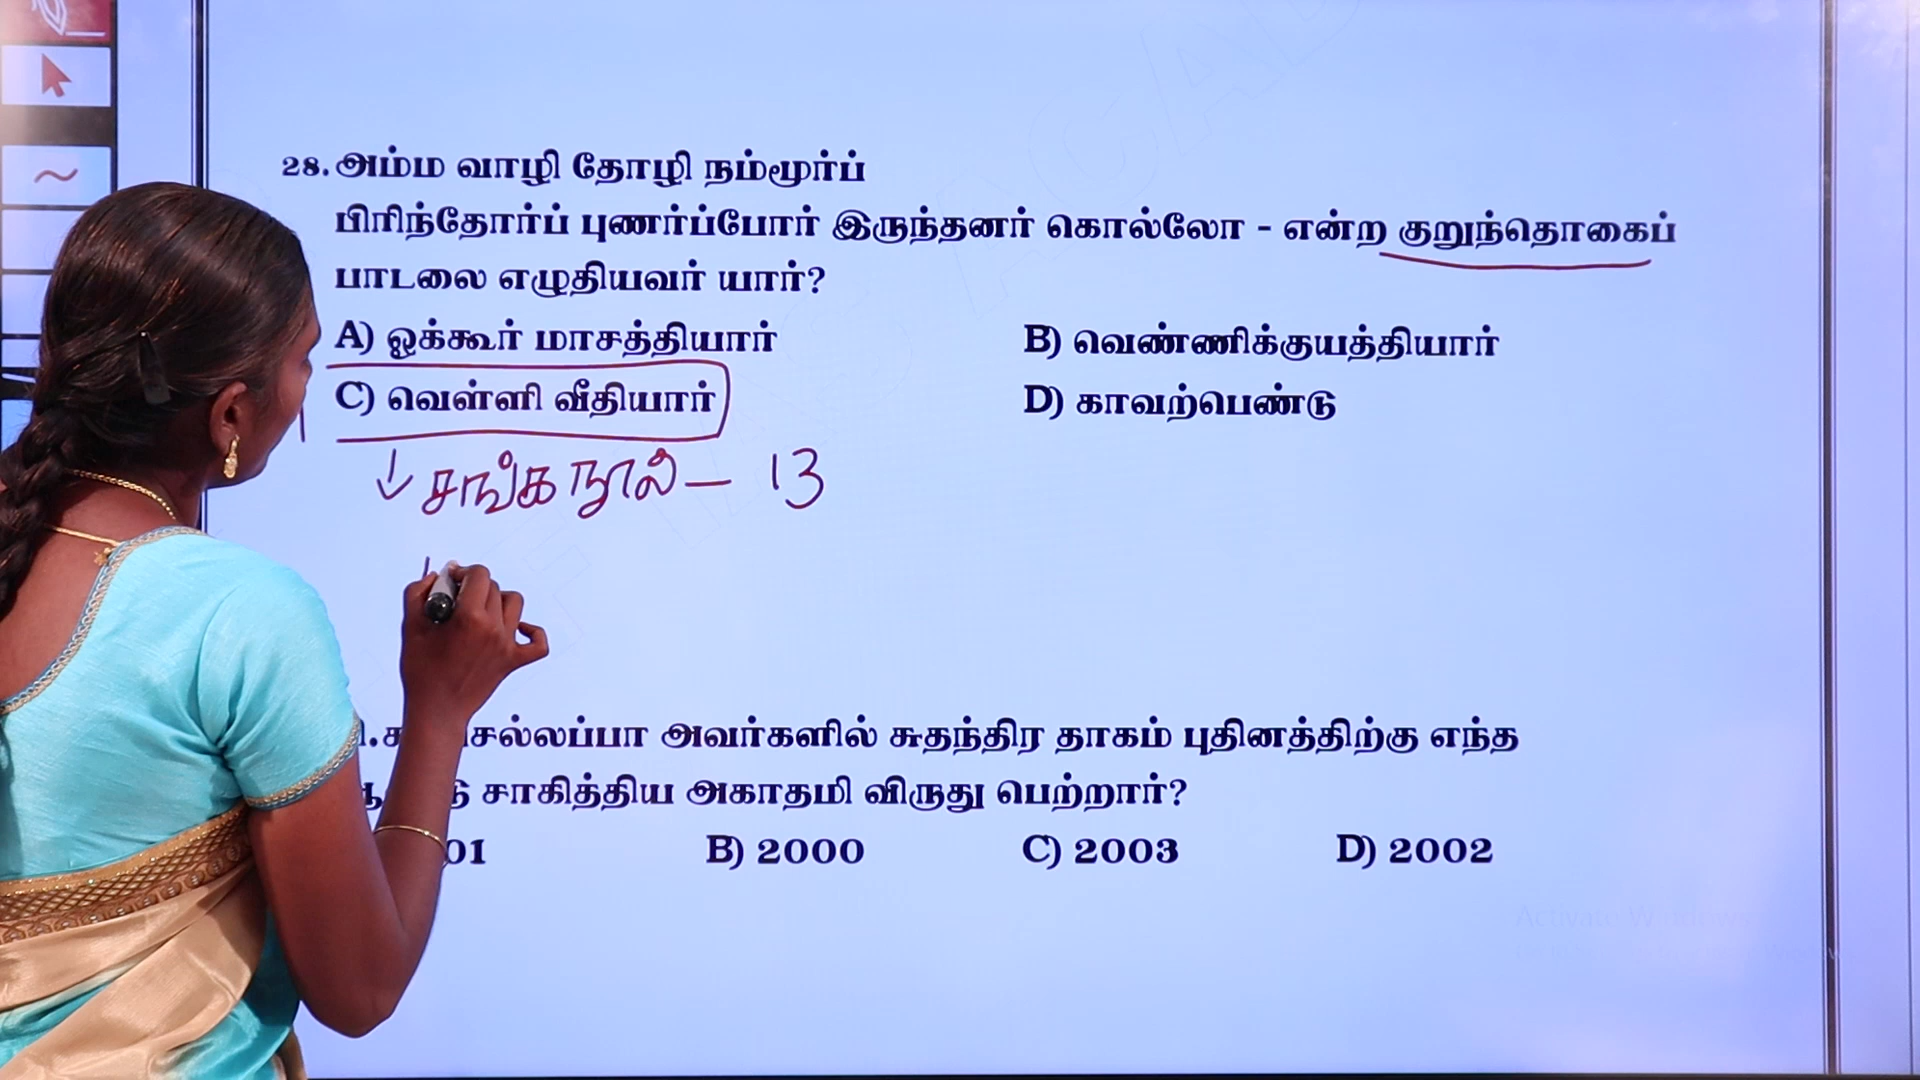 28. அம்ம வாழி தோழி நம்மூர்ப்
பிரிந்தோர்ப் புணர்ப்போர் இருந்தனர் கொல்லோ - என்ற குறுந்தொகைப்
பாடலை எழுதியவர் யார்?
A) ஒக்கூர் மாசத்தியார் B) வெண்ணிக்குயத்தியார்
C) வெள்ளி வீதியார் D) காவற்பெண்டு
↓ சங்க நூல் – 13
செல்லப்பா அவர்களில் சுதந்திர தாகம் புதினத்திற்கு எந்த
சாகித்திய அகாதமி விருது பெற்றார்?
01 B) 2000 C) 2003 D) 2002